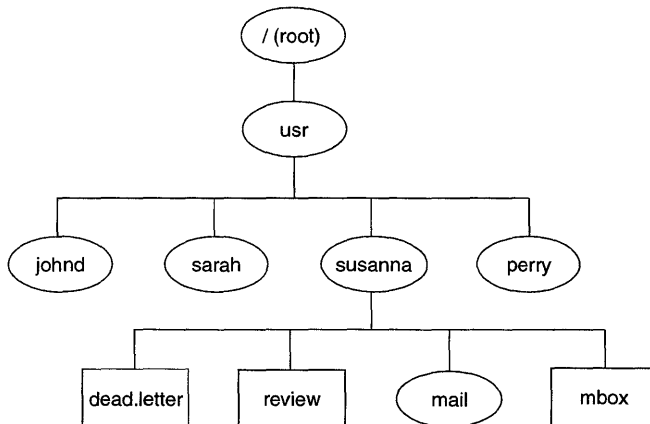 / (root)
usr
johnd
sarah
susanna
perry
dead.letter
review
mail
mbox